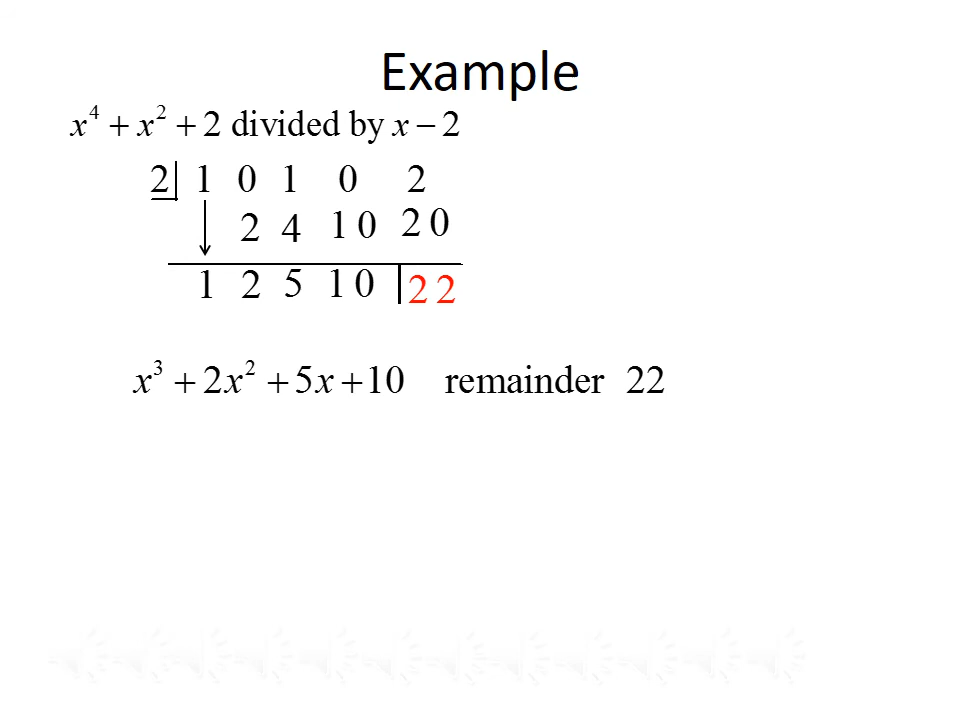 Example
x⁴ + x² + 2 divided by x − 2
2 1 0 1 0 2
2 4 10 20
1 2 5 10 22
x³ + 2x² + 5x + 10 remainder 22